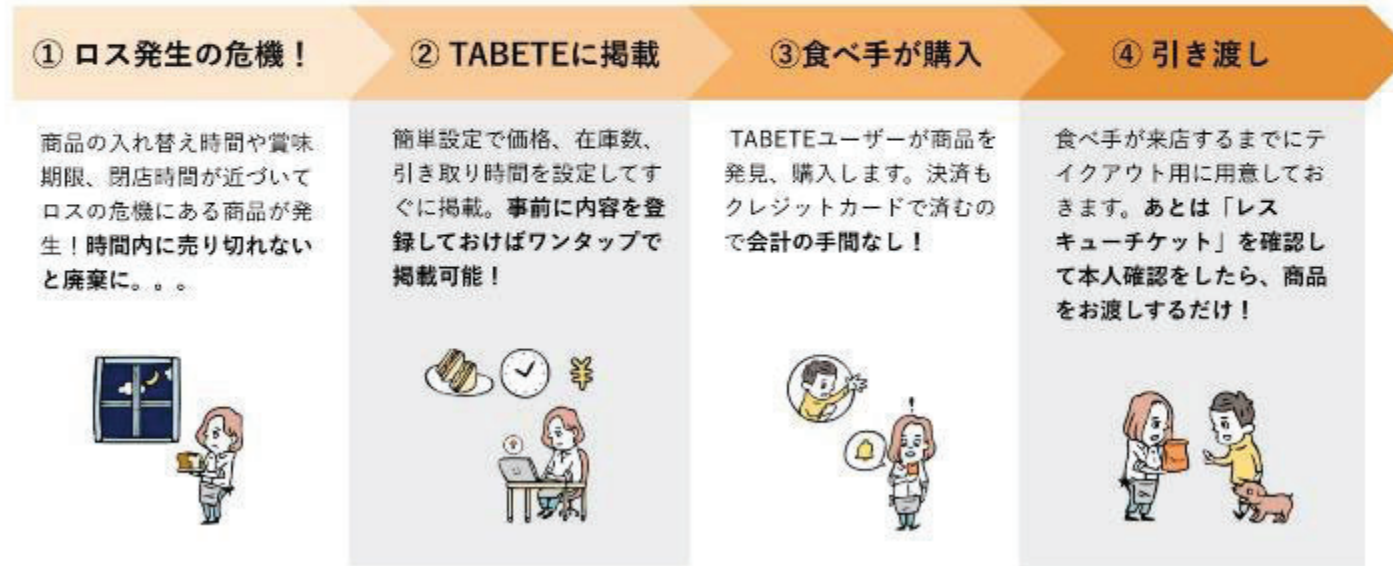 ① ロス発生の危機！
② TABETEに掲載
③食べ手が購入
④ 引き渡し
商品の入れ替え時間や賞味
期限、閉店時間が近づいて
ロスの危機にある商品が発
生！時間内に売り切れない
と廃棄に。。。
簡単設定で価格、在庫数、
引き取り時間を設定してす
ぐに掲載。事前に内容を登
録しておけばワンタップで
掲載可能！
TABETEユーザーが商品を
発見、購入します。決済も
クレジットカードで済むの
で会計の手間なし！
食べ手が来店するまでにテ
イクアウト用に用意してお
きます。あとは「レス
キューチケット」を確認し
て本人確認をしたら、商品
をお渡しするだけ！
¥
!